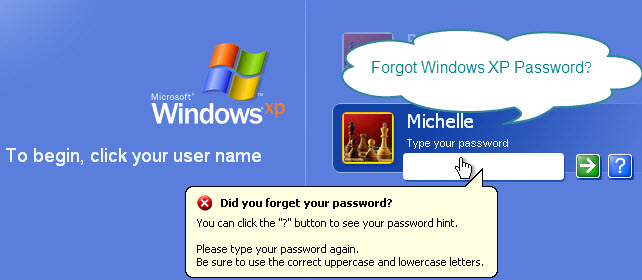 Forgot Windows XP Password?
Microsoft®
Windows xp
Michelle
Type your password
To begin, click your user name
?
Did you forget your password?
You can click the "?" button to see your password hint.
Please type your password again.
Be sure to use the correct uppercase and lowercase letters.